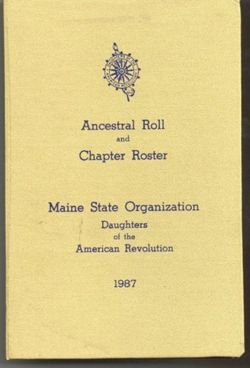 Ancestral Roll
and
Chapter Roster
Maine State Organization
Daughters
of the
American Revolution
1987